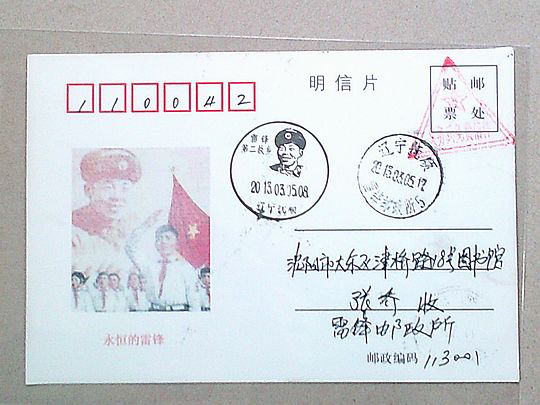 明信片
贴 邮
票 处
110042
雷锋
第二故乡
2013.03.05.08
辽宁抚顺
辽宁抚顺
2013.03.05.17
沈阳市大东区津桥路18号图书馆
张 收
雷锋邮政所
永恒的雷锋
邮政编码 113001